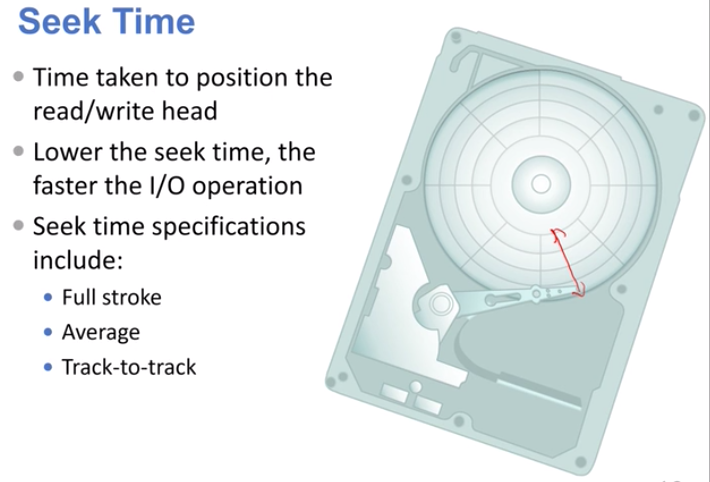 Seek Time
Time taken to position the
read/write head
Lower the seek time, the
faster the I/O operation
Seek time specifications
include:
Full stroke
Average
Track-to-track